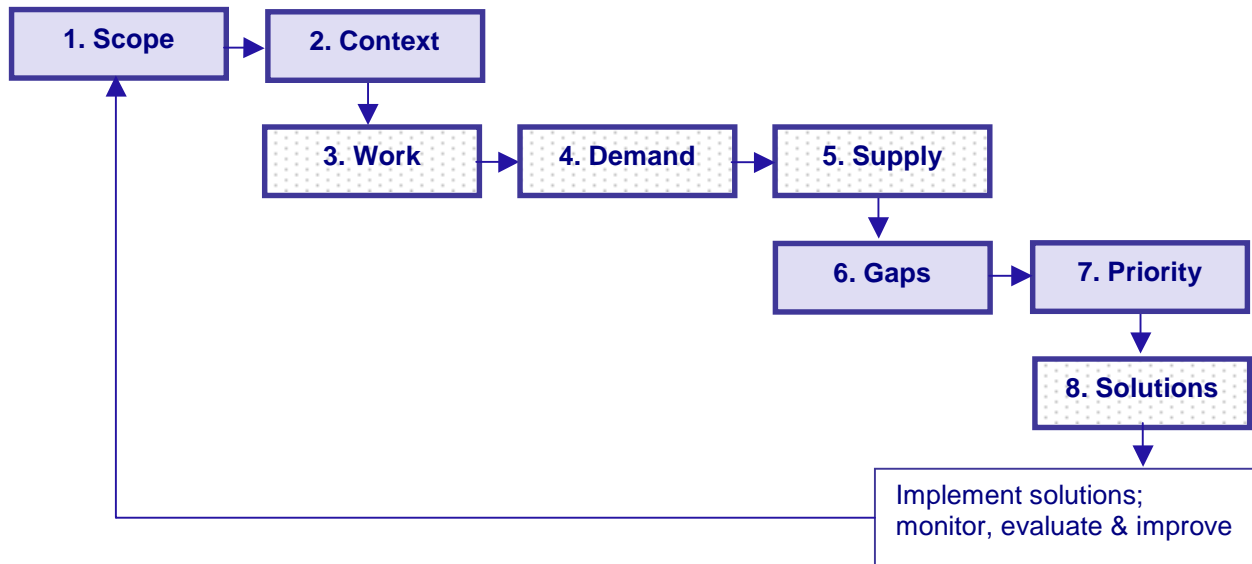 1. Scope
2. Context
3. Work
4. Demand
5. Supply
6. Gaps
7. Priority
8. Solutions
Implement solutions;
monitor, evaluate & improve